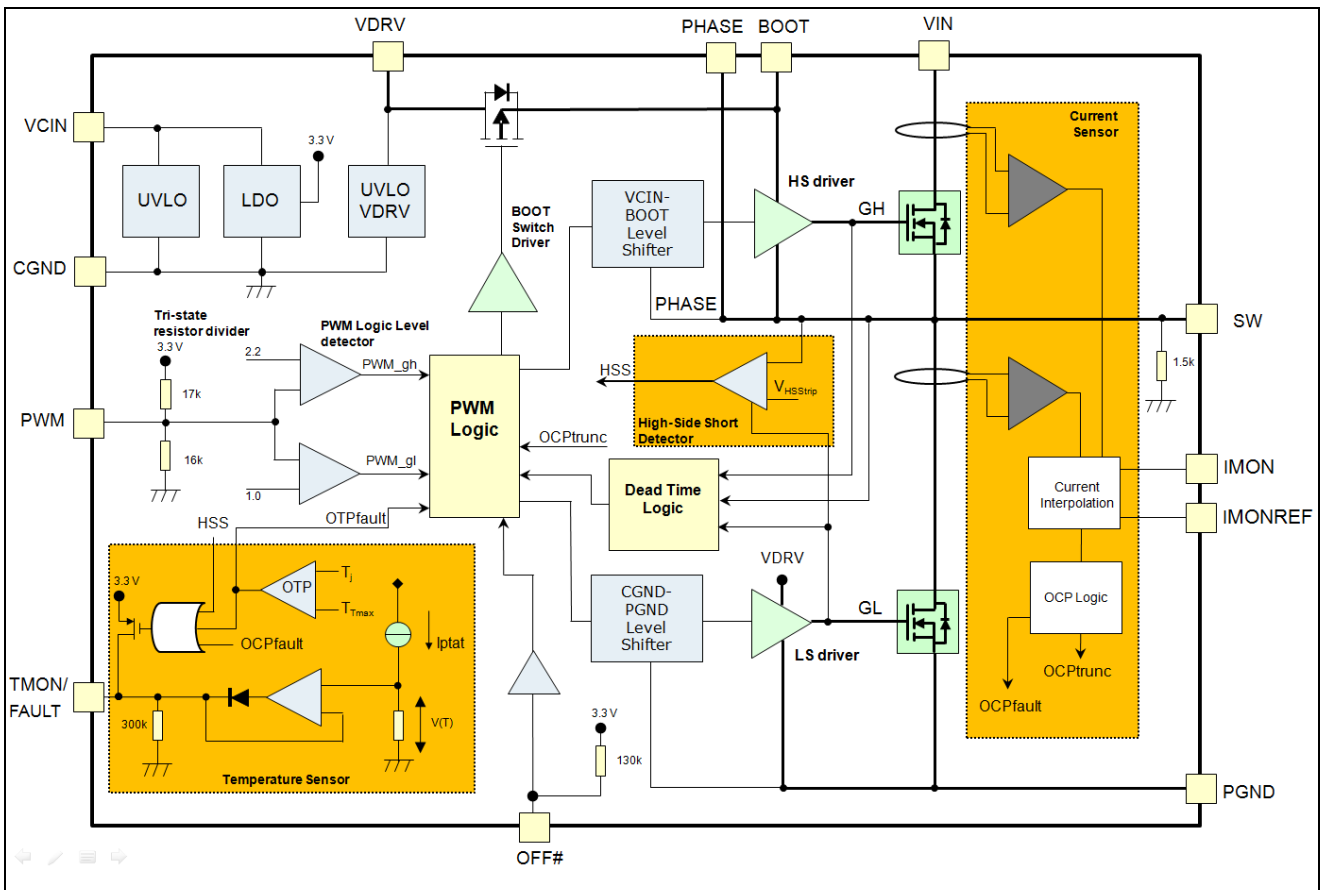 VDRV
PHASE
BOOT
VIN
VCIN
CGND
UVLO
LDO
3.3 V
UVLO
VDRV
BOOT
Switch
Driver
VCIN-
BOOT
Level
Shifter
HS driver
GH
Current
Sensor
PHASE
SW
1.5k
Tri-state
resistor divider
3.3 V
17k
16k
PWM
PWM Logic Level
detector
2.2
PWM_gh
1.0
PWM_gl
PWM
Logic
HSS
VHSStrip
High-Side Short
Detector
OCPtrunc
Dead Time
Logic
OTPfault
HSS
3.3 V
OTP
Tj
TTmax
OCPfault
Iptat
V(T)
300k
Temperature Sensor
TMON/
FAULT
CGND-
PGND
Level
Shifter
VDRV
GL
LS driver
3.3 V
130k
OFF#
Current
Interpolation
IMON
IMONREF
OCP Logic
OCPtrunc
OCPfault
PGND